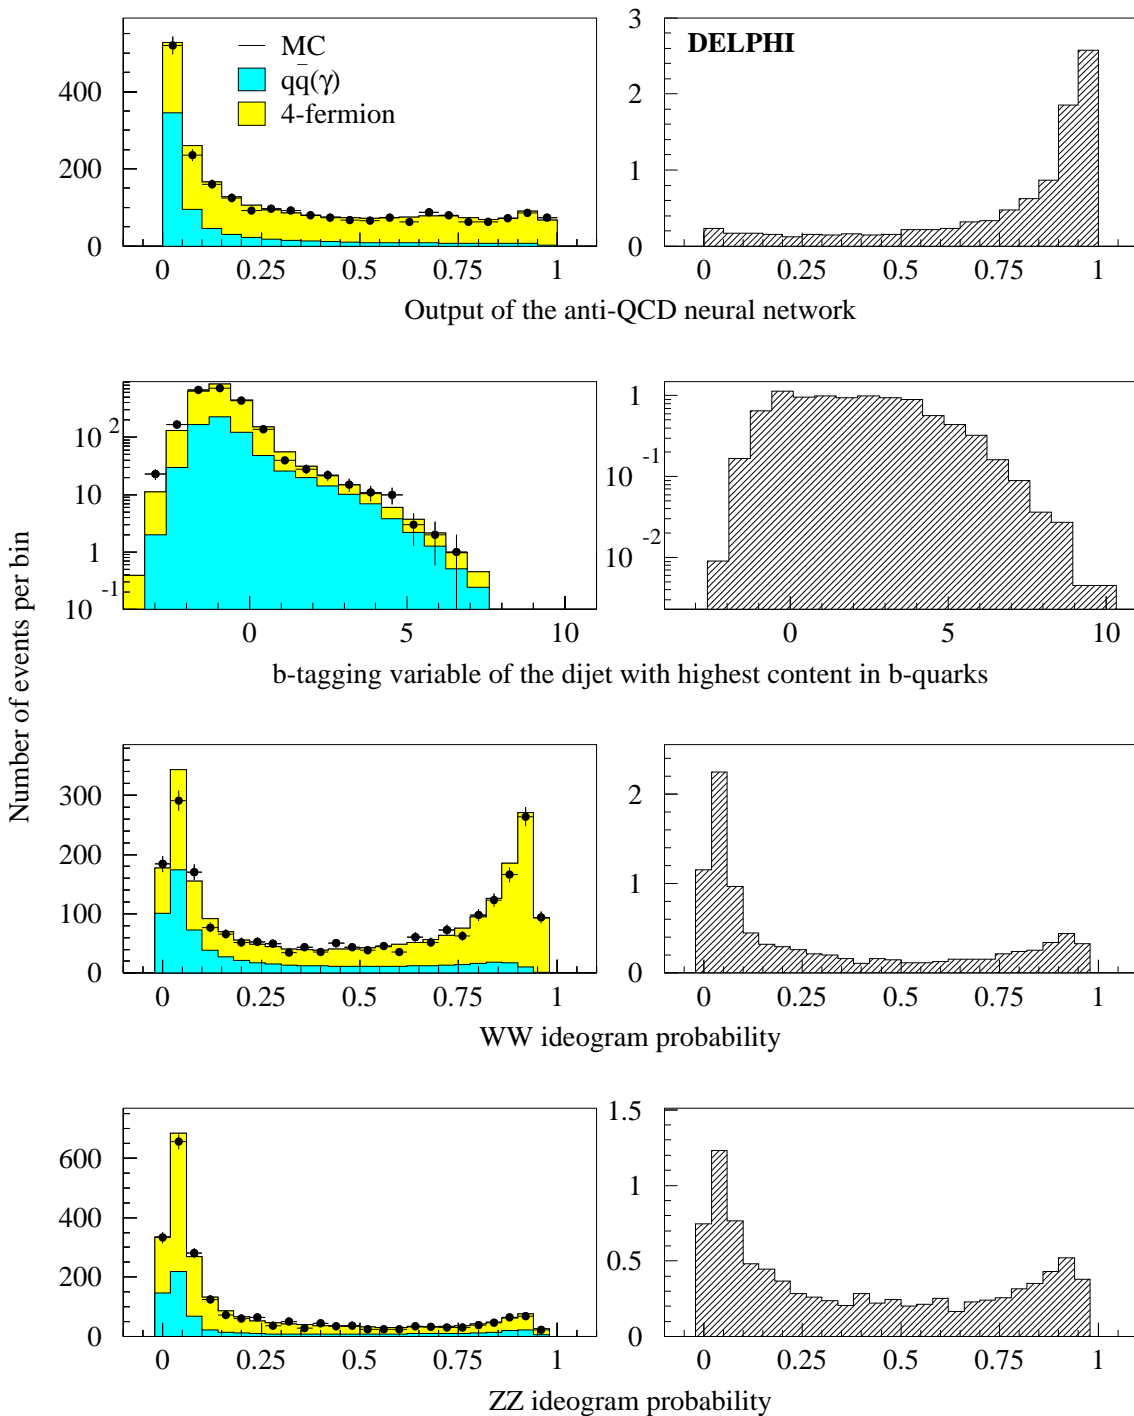 MC
qq̄(γ)
4-fermion
400
200
0
0 0.25 0.5 0.75 1
DELPHI
3
2
1
0
0 0.25 0.5 0.75 1
Output of the anti-QCD neural network
Number of events per bin
10²
10
1
10⁻¹
0 5 10
1
10⁻¹
10⁻²
0 5 10
b-tagging variable of the dijet with highest content in b-quarks
300
200
100
0
0 0.25 0.5 0.75 1
2
1
0
0 0.25 0.5 0.75 1
WW ideogram probability
600
400
200
0
0 0.25 0.5 0.75 1
1.5
1
0.5
0
0 0.25 0.5 0.75 1
ZZ ideogram probability